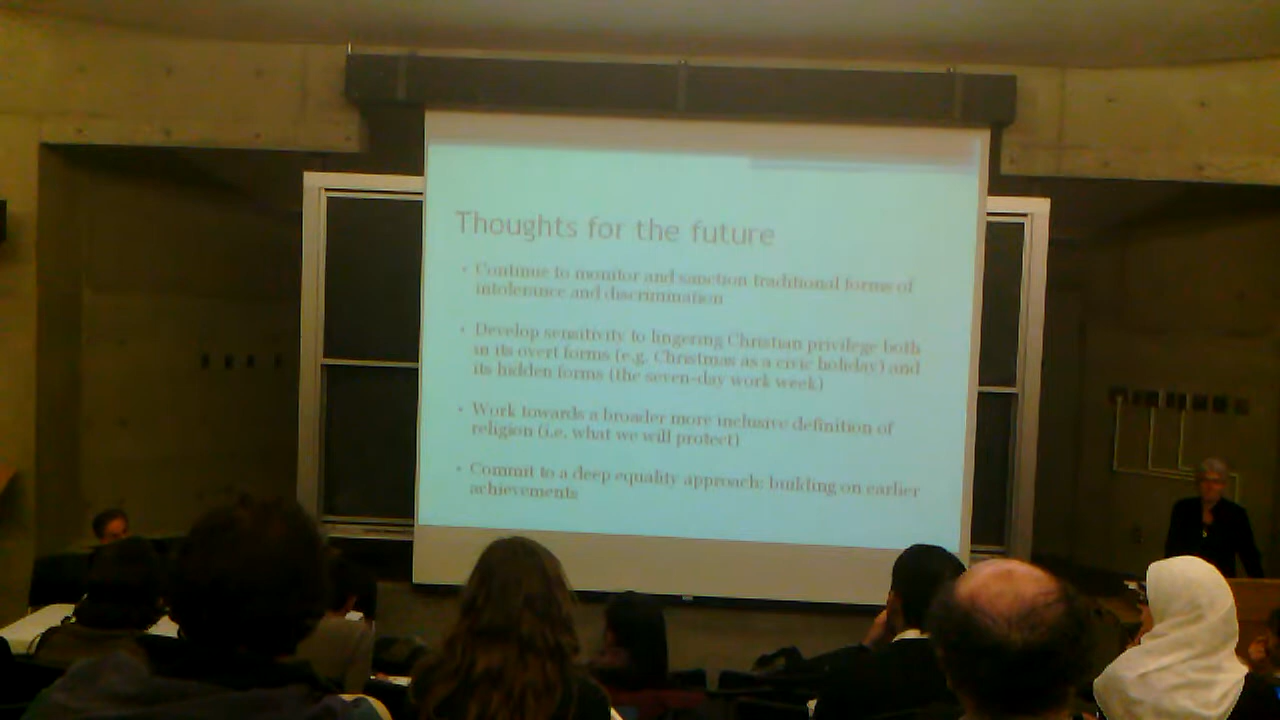 Thoughts for the future
• Continue to monitor and sanction traditional forms of
intolerance and discrimination
• Develop sensitivity to lingering Christian privilege both
in its overt forms (e.g. Christmas as a civic holiday) and
its hidden forms (the seven-day work week)
• Work towards a broader more inclusive definition of
religion (i.e. what we will protect)
• Commit to a deep equality approach: building on earlier
achievements